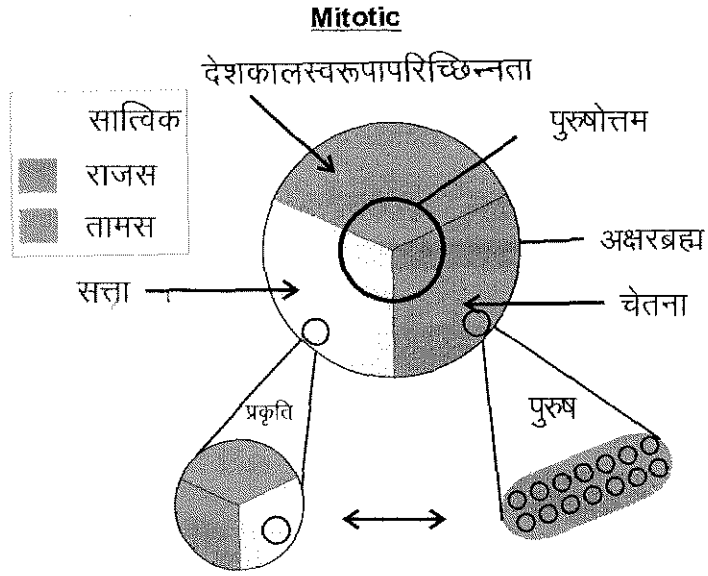 Mitotic
देशकालस्वरूपापरिच्छिन्नता
सात्विक
पुरुषोत्तम
राजस
तामस
अक्षरब्रह्म
सत्ता
चेतना
प्रकृति
पुरुष